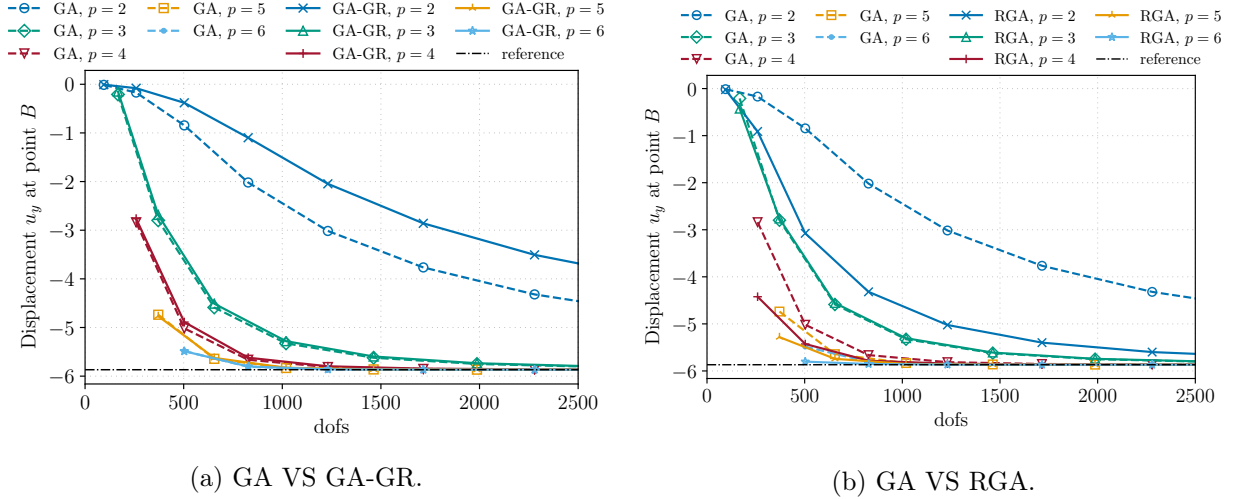 GA, p = 2 GA, p = 5 GA-GR, p = 2 GA-GR, p = 5
GA, p = 3 GA, p = 6 GA-GR, p = 3 GA-GR, p = 6
GA, p = 4 GA-GR, p = 4 reference
0
−1
−2
−3
−4
−5
−6
Displacement u_y at point B
0 500 1000 1500 2000 2500
dofs
(a) GA VS GA-GR.
GA, p = 2 GA, p = 5 RGA, p = 2 RGA, p = 5
GA, p = 3 GA, p = 6 RGA, p = 3 RGA, p = 6
GA, p = 4 RGA, p = 4 reference
0
−1
−2
−3
−4
−5
−6
Displacement u_y at point B
0 500 1000 1500 2000 2500
dofs
(b) GA VS RGA.